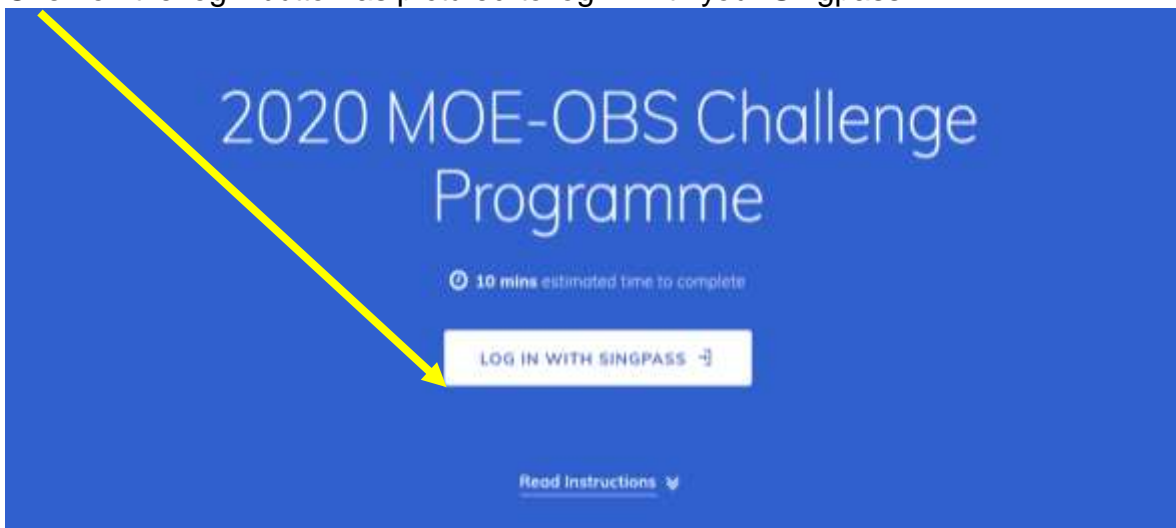 2020 MOE-OBS Challenge
Programme
10 mins estimated time to complete
LOG IN WITH SINGPASS
Read Instructions